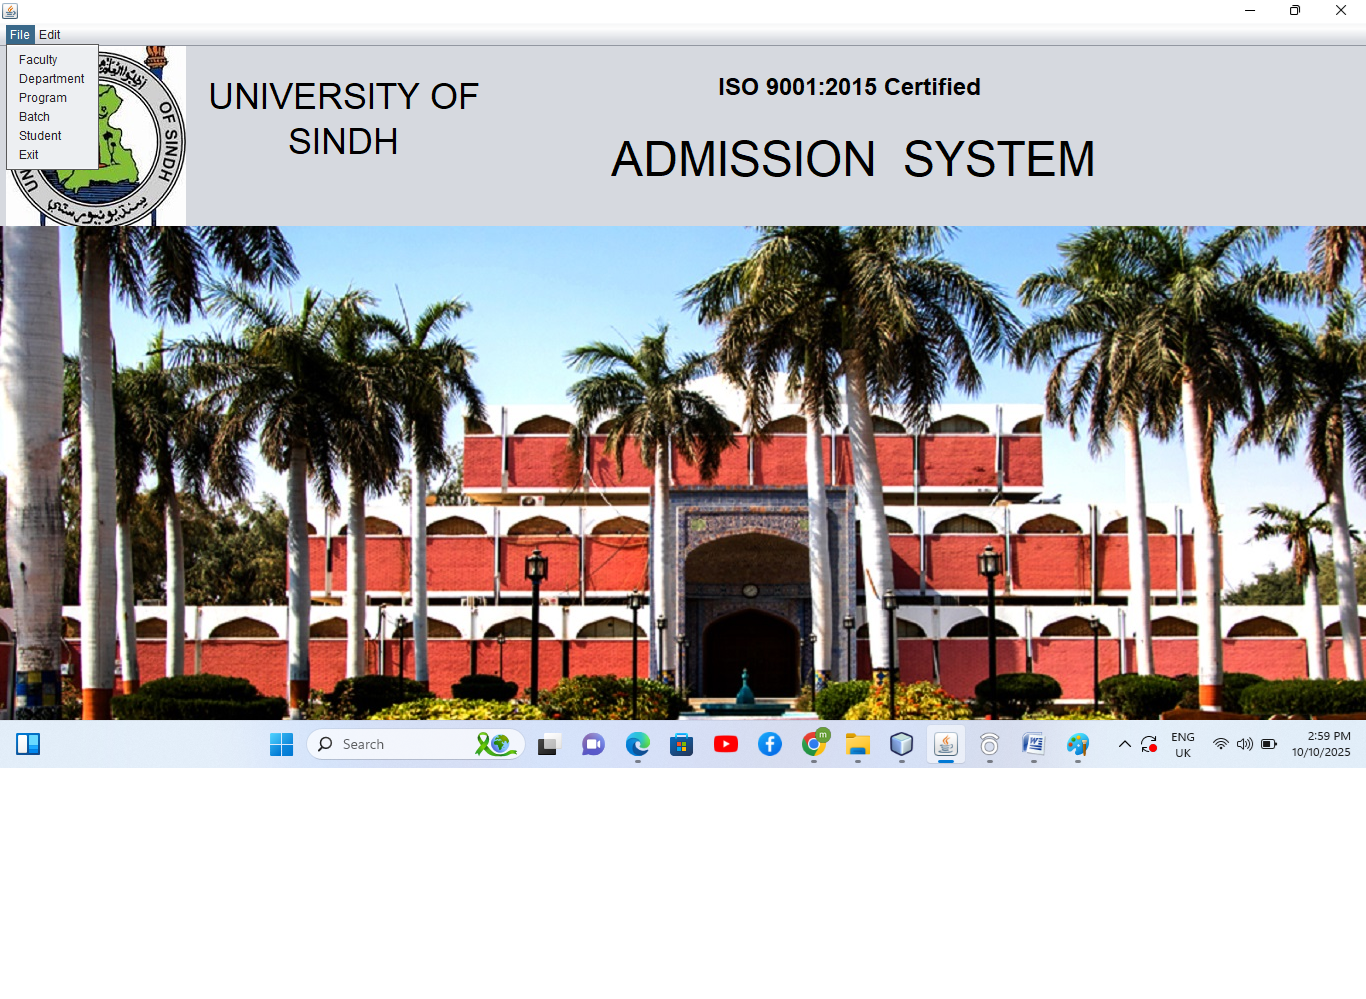 File Edit
Faculty
Department
Program
Batch
Student
Exit
OF SINDH
UN
UNIVERSITY OF
SINDH
ISO 9001:2015 Certified
ADMISSION SYSTEM
Search
m
ENG
UK
2:59 PM
10/10/2025